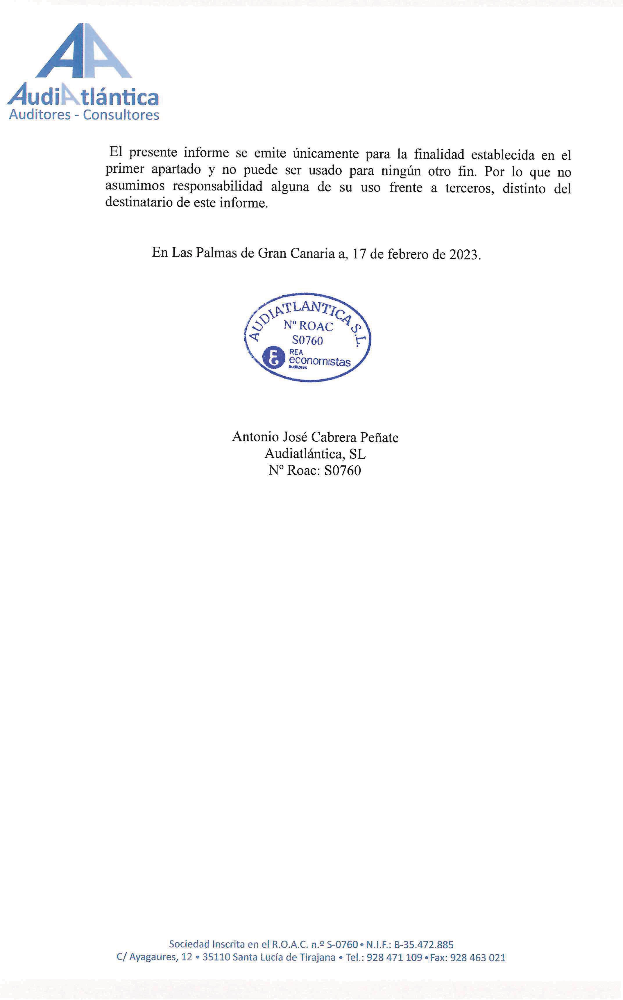 AudiAtlántica
Auditores - Consultores
El presente informe se emite únicamente para la finalidad establecida en el
primer apartado y no puede ser usado para ningún otro fin. Por lo que no
asumimos responsabilidad alguna de su uso frente a terceros, distinto del
destinatario de este informe.
En Las Palmas de Gran Canaria a, 17 de febrero de 2023.
AUDIATLANTICA S.L.
Nº ROAC
S0760
REA
economistas
auditores
Antonio José Cabrera Peñate
Audiatlántica, SL
Nº Roac: S0760
Sociedad Inscrita en el R.O.A.C. n.º S-0760 • N.I.F.: B-35.472.885
C/ Ayagaures, 12 • 35110 Santa Lucía de Tirajana • Tel.: 928 471 109 • Fax: 928 463 021